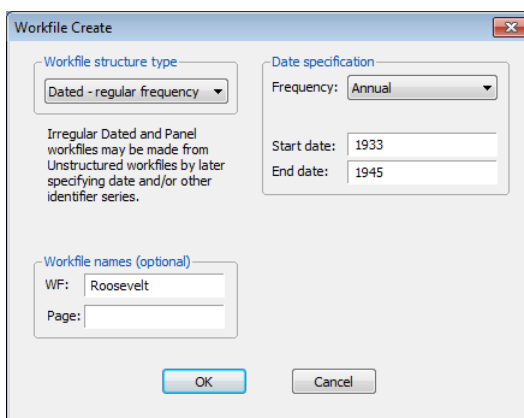 Workfile Create
Workfile structure type
Dated - regular frequency
Irregular Dated and Panel
workfiles may be made from
Unstructured workfiles by later
specifying date and/or other
identifier series.
Date specification
Frequency: Annual
Start date: 1933
End date: 1945
Workfile names (optional)
WF: Roosevelt
Page:
OK Cancel